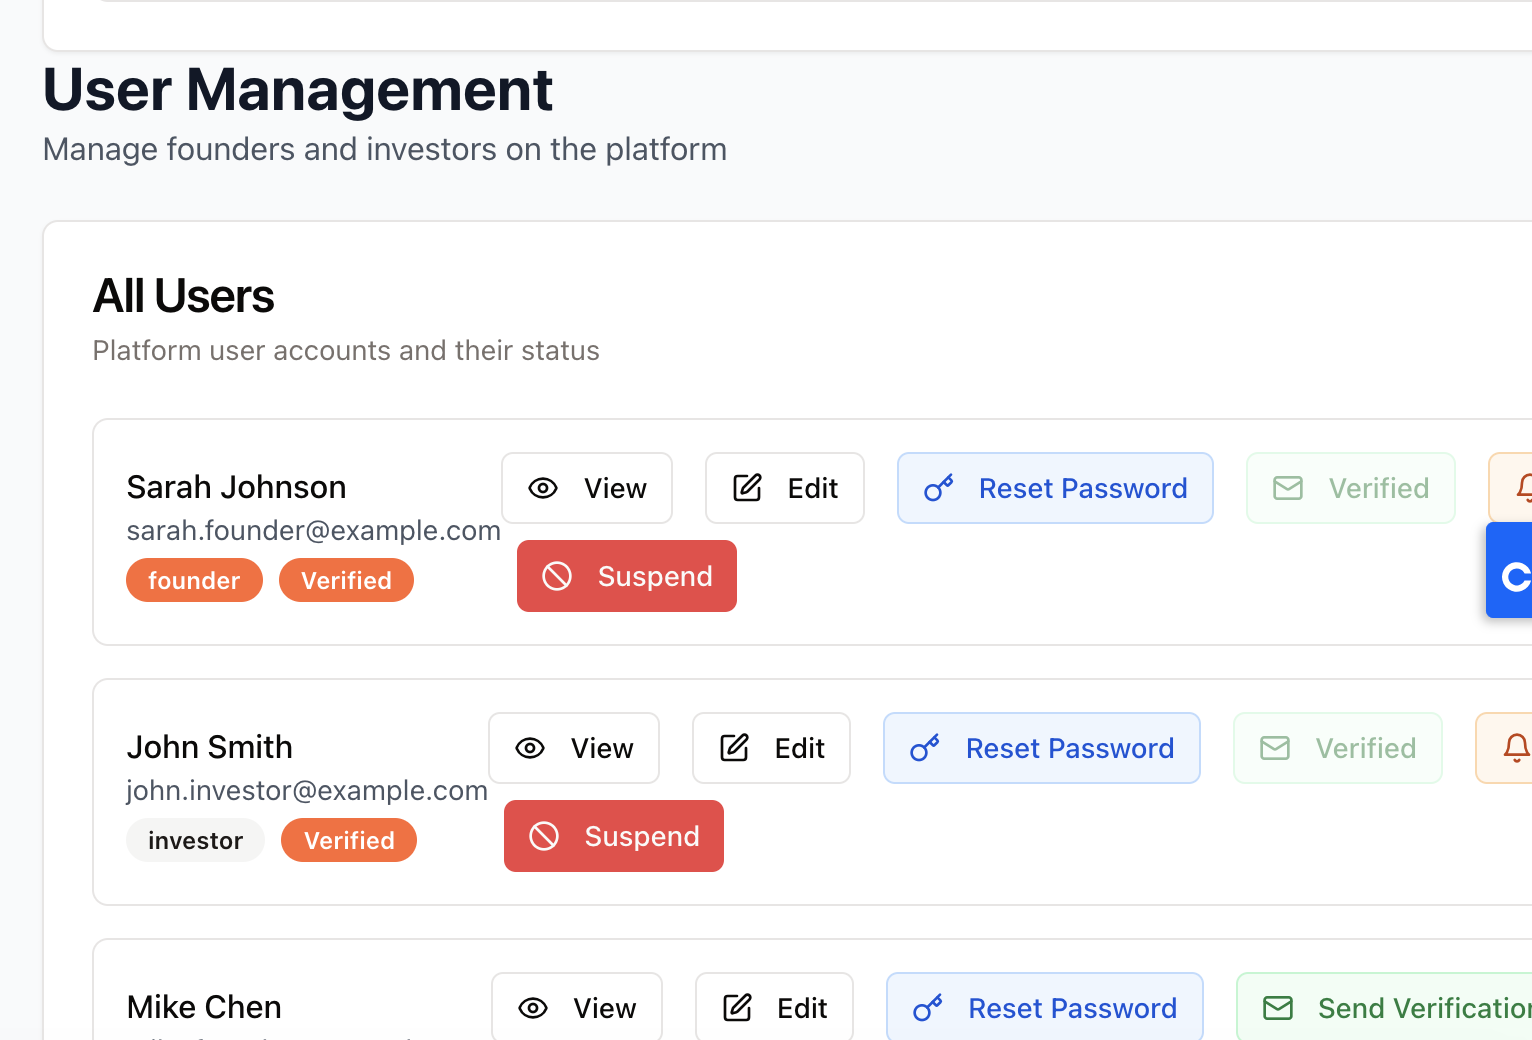 User Management
Manage founders and investors on the platform
All Users
Platform user accounts and their status
Sarah Johnson
sarah.founder@example.com
founder Verified
View Edit Reset Password Verified
Suspend
John Smith
john.investor@example.com
investor Verified
View Edit Reset Password Verified
Suspend
Mike Chen
View Edit Reset Password Send Verification